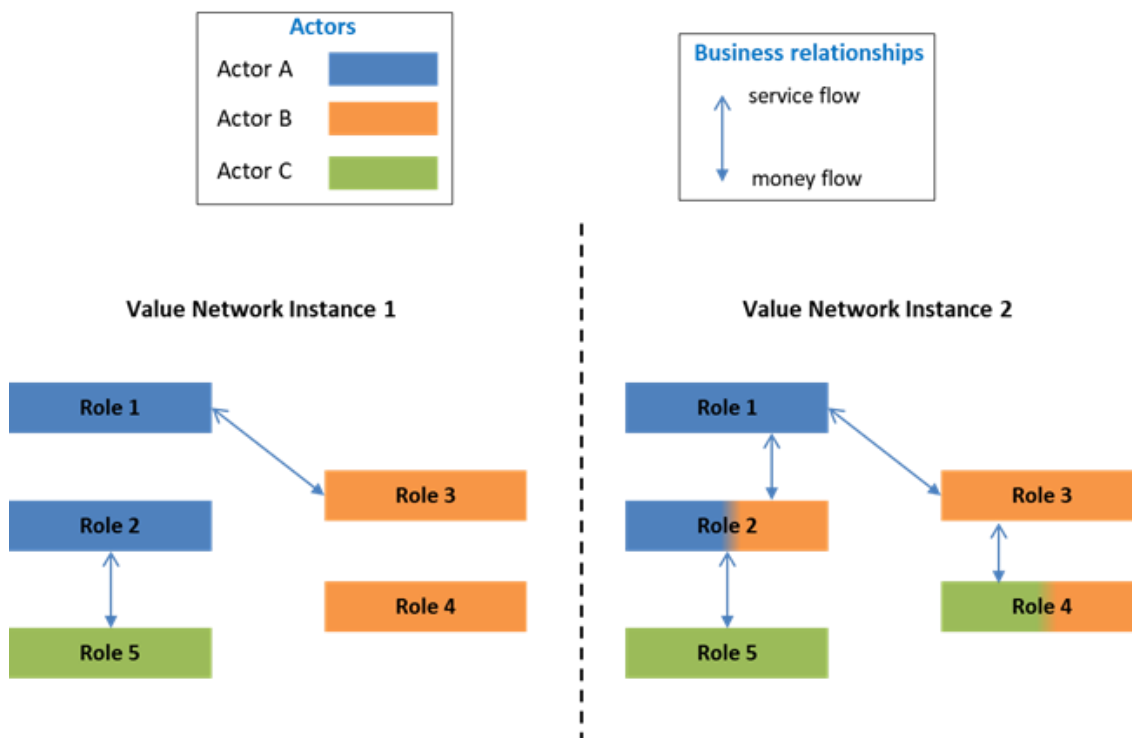 Actors
Actor A
Actor B
Actor C
Business relationships
service flow
money flow
Value Network Instance 1
Role 1
Role 3
Role 2
Role 4
Role 5
Value Network Instance 2
Role 1
Role 3
Role 2
Role 4
Role 5